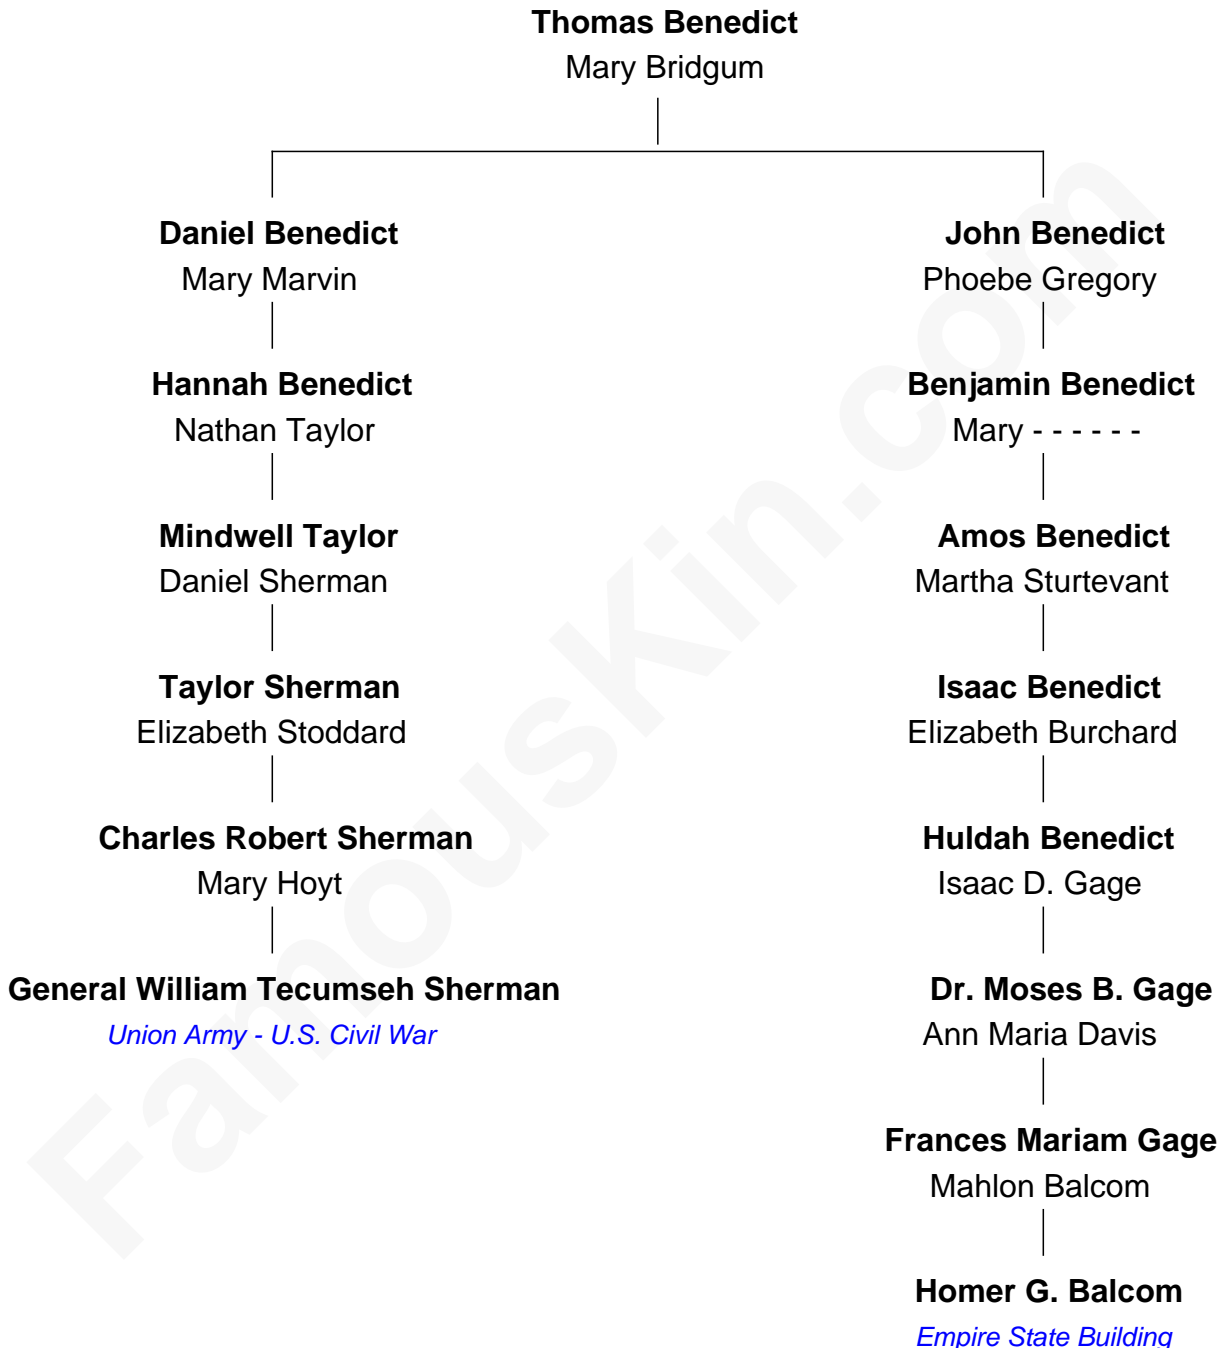 Thomas Benedict
Mary Bridgum
Daniel Benedict
Mary Marvin
John Benedict
Phoebe Gregory
Hannah Benedict
Nathan Taylor
Benjamin Benedict
Mary - - - - - -
Mindwell Taylor
Daniel Sherman
Amos Benedict
Martha Sturtevant
Taylor Sherman
Elizabeth Stoddard
Isaac Benedict
Elizabeth Burchard
Charles Robert Sherman
Mary Hoyt
Huldah Benedict
Isaac D. Gage
General William Tecumseh Sherman
Union Army - U.S. Civil War
Dr. Moses B. Gage
Ann Maria Davis
Frances Mariam Gage
Mahlon Balcom
Homer G. Balcom
Empire State Building
FamousKin.com